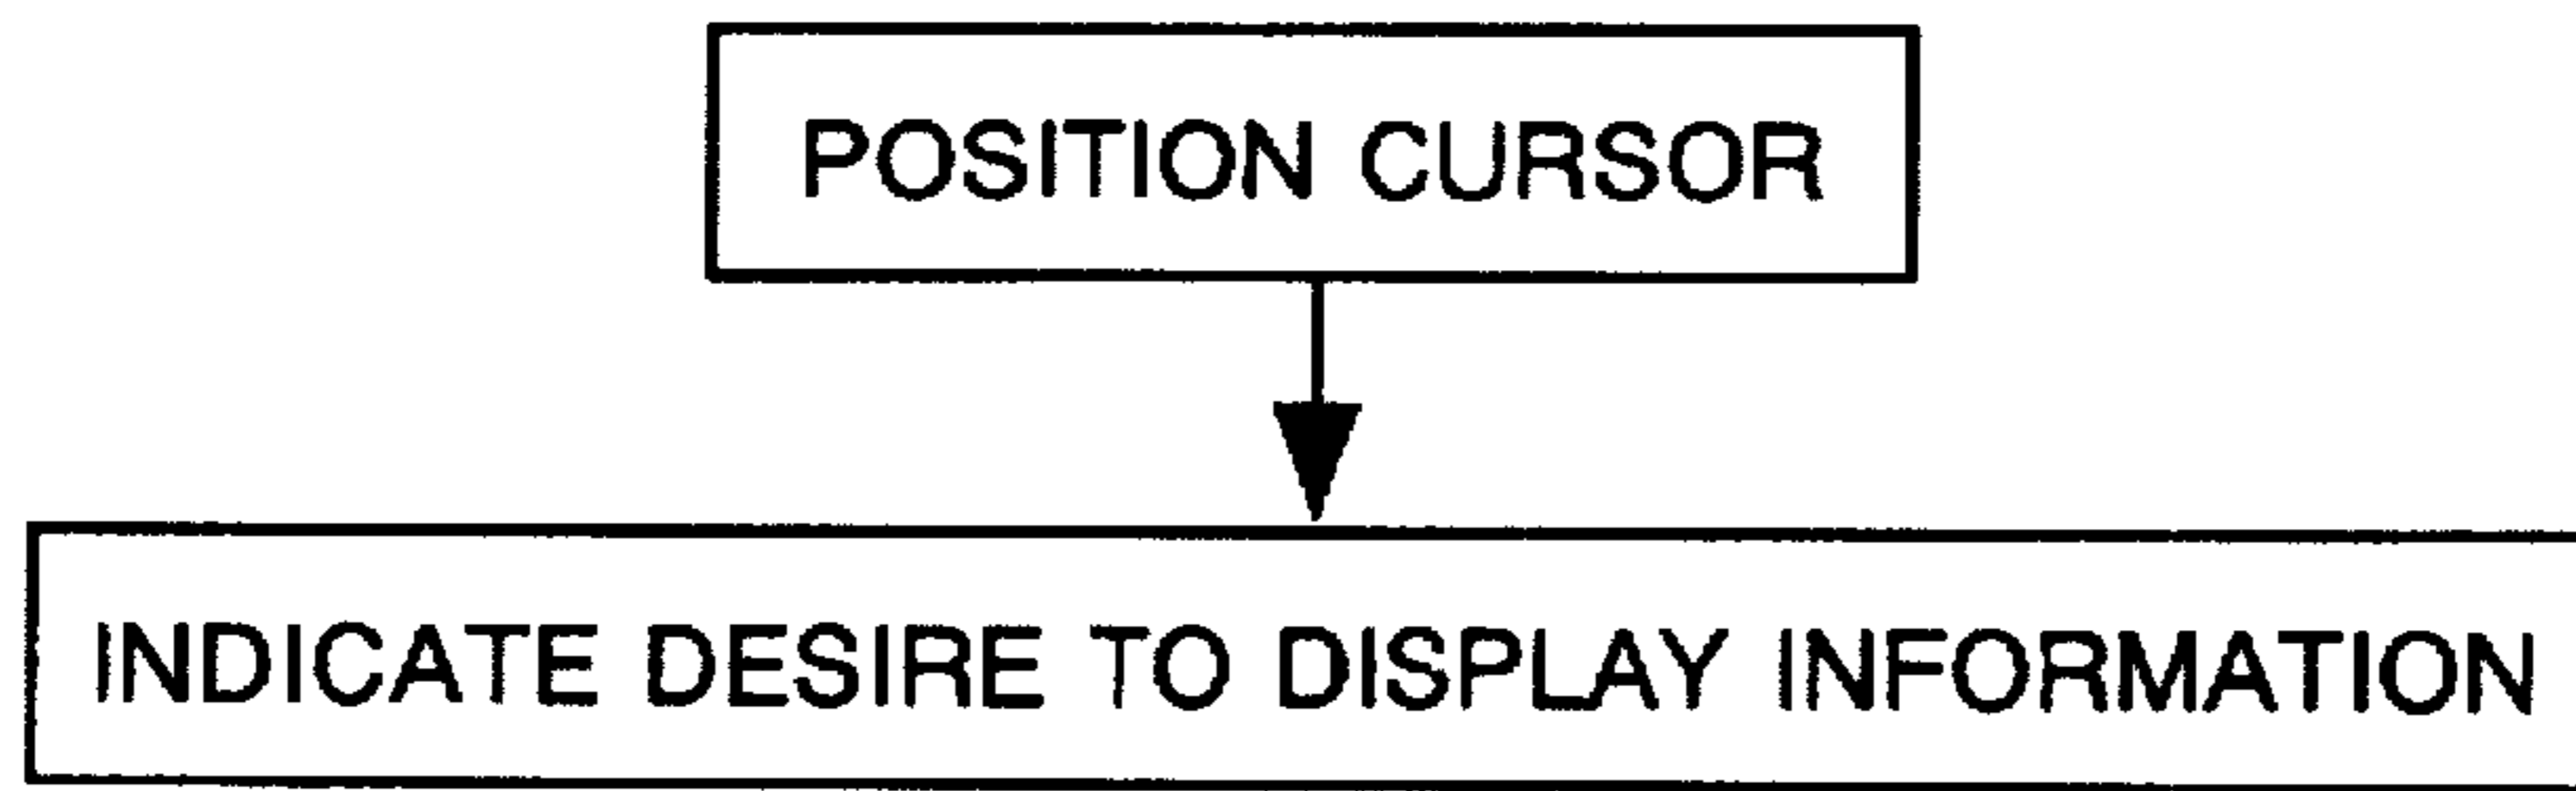 POSITION CURSOR
INDICATE DESIRE TO DISPLAY INFORMATION